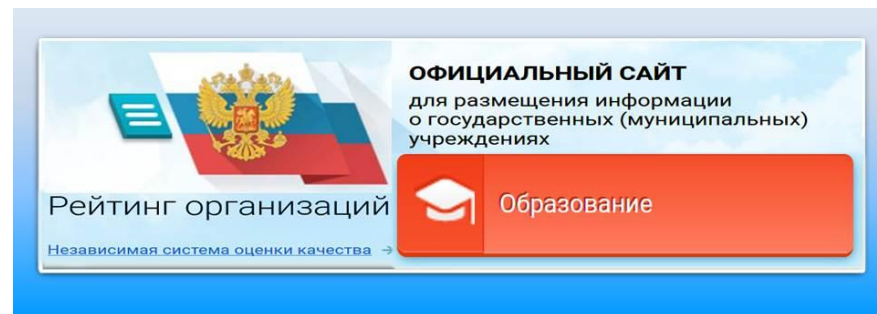 ОФИЦИАЛЬНЫЙ САЙТ
для размещения информации
о государственных (муниципальных)
учреждениях
Рейтинг организаций
Независимая система оценки качества →
Образование